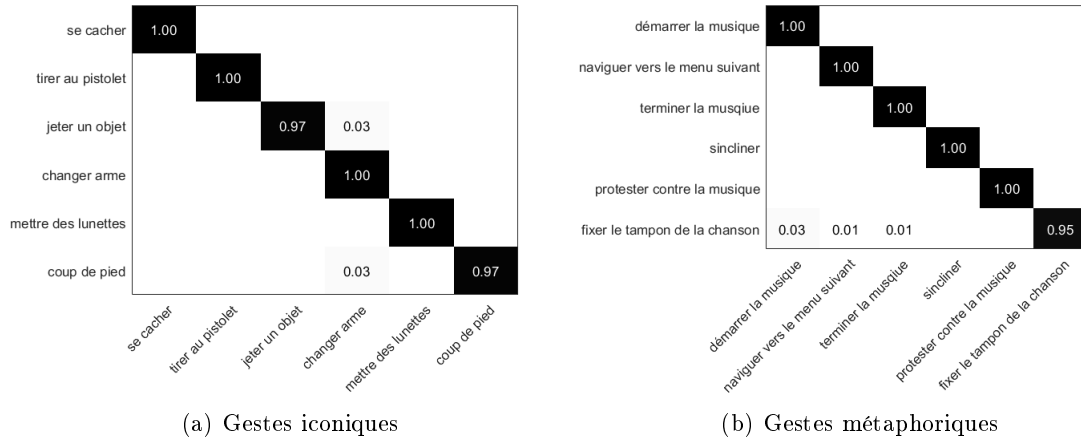 se cacher 1.00
tirer au pistolet 1.00
jeter un objet 0.97 0.03
changer arme 1.00
mettre des lunettes 1.00
coup de pied 0.03 0.97
se cacher
tirer au pistolet
jeter un objet
changer arme
mettre des lunettes
coup de pied
(a) Gestes iconiques
démarrer la musique 1.00
naviguer vers le menu suivant 1.00
terminer la musqiue 1.00
sincliner 1.00
protester contre la musique 1.00
fixer le tampon de la chanson 0.03 0.01 0.01 0.95
démarrer la musique
naviguer vers le menu suivant
terminer la musqiue
sincliner
protester contre la musique
fixer le tampon de la chanson
(b) Gestes métaphoriques